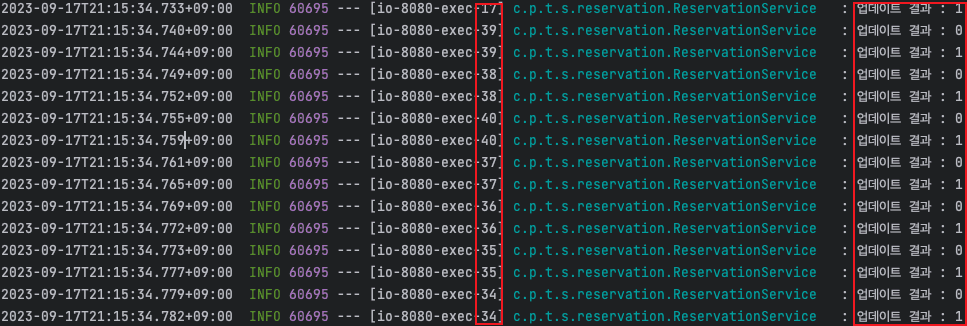 2023-09-17T21:15:34.733+09:00  INFO 60695 --- [io-8080-exec-17] c.p.t.s.reservation.ReservationService   : 업데이트 결과 : 1
2023-09-17T21:15:34.740+09:00  INFO 60695 --- [io-8080-exec-39] c.p.t.s.reservation.ReservationService   : 업데이트 결과 : 0
2023-09-17T21:15:34.744+09:00  INFO 60695 --- [io-8080-exec-39] c.p.t.s.reservation.ReservationService   : 업데이트 결과 : 1
2023-09-17T21:15:34.749+09:00  INFO 60695 --- [io-8080-exec-38] c.p.t.s.reservation.ReservationService   : 업데이트 결과 : 0
2023-09-17T21:15:34.752+09:00  INFO 60695 --- [io-8080-exec-38] c.p.t.s.reservation.ReservationService   : 업데이트 결과 : 1
2023-09-17T21:15:34.755+09:00  INFO 60695 --- [io-8080-exec-40] c.p.t.s.reservation.ReservationService   : 업데이트 결과 : 0
2023-09-17T21:15:34.759+09:00  INFO 60695 --- [io-8080-exec-40] c.p.t.s.reservation.ReservationService   : 업데이트 결과 : 1
2023-09-17T21:15:34.761+09:00  INFO 60695 --- [io-8080-exec-37] c.p.t.s.reservation.ReservationService   : 업데이트 결과 : 0
2023-09-17T21:15:34.765+09:00  INFO 60695 --- [io-8080-exec-37] c.p.t.s.reservation.ReservationService   : 업데이트 결과 : 1
2023-09-17T21:15:34.769+09:00  INFO 60695 --- [io-8080-exec-36] c.p.t.s.reservation.ReservationService   : 업데이트 결과 : 0
2023-09-17T21:15:34.772+09:00  INFO 60695 --- [io-8080-exec-36] c.p.t.s.reservation.ReservationService   : 업데이트 결과 : 1
2023-09-17T21:15:34.773+09:00  INFO 60695 --- [io-8080-exec-35] c.p.t.s.reservation.ReservationService   : 업데이트 결과 : 0
2023-09-17T21:15:34.777+09:00  INFO 60695 --- [io-8080-exec-35] c.p.t.s.reservation.ReservationService   : 업데이트 결과 : 1
2023-09-17T21:15:34.779+09:00  INFO 60695 --- [io-8080-exec-34] c.p.t.s.reservation.ReservationService   : 업데이트 결과 : 0
2023-09-17T21:15:34.782+09:00  INFO 60695 --- [io-8080-exec-34] c.p.t.s.reservation.ReservationService   : 업데이트 결과 : 1